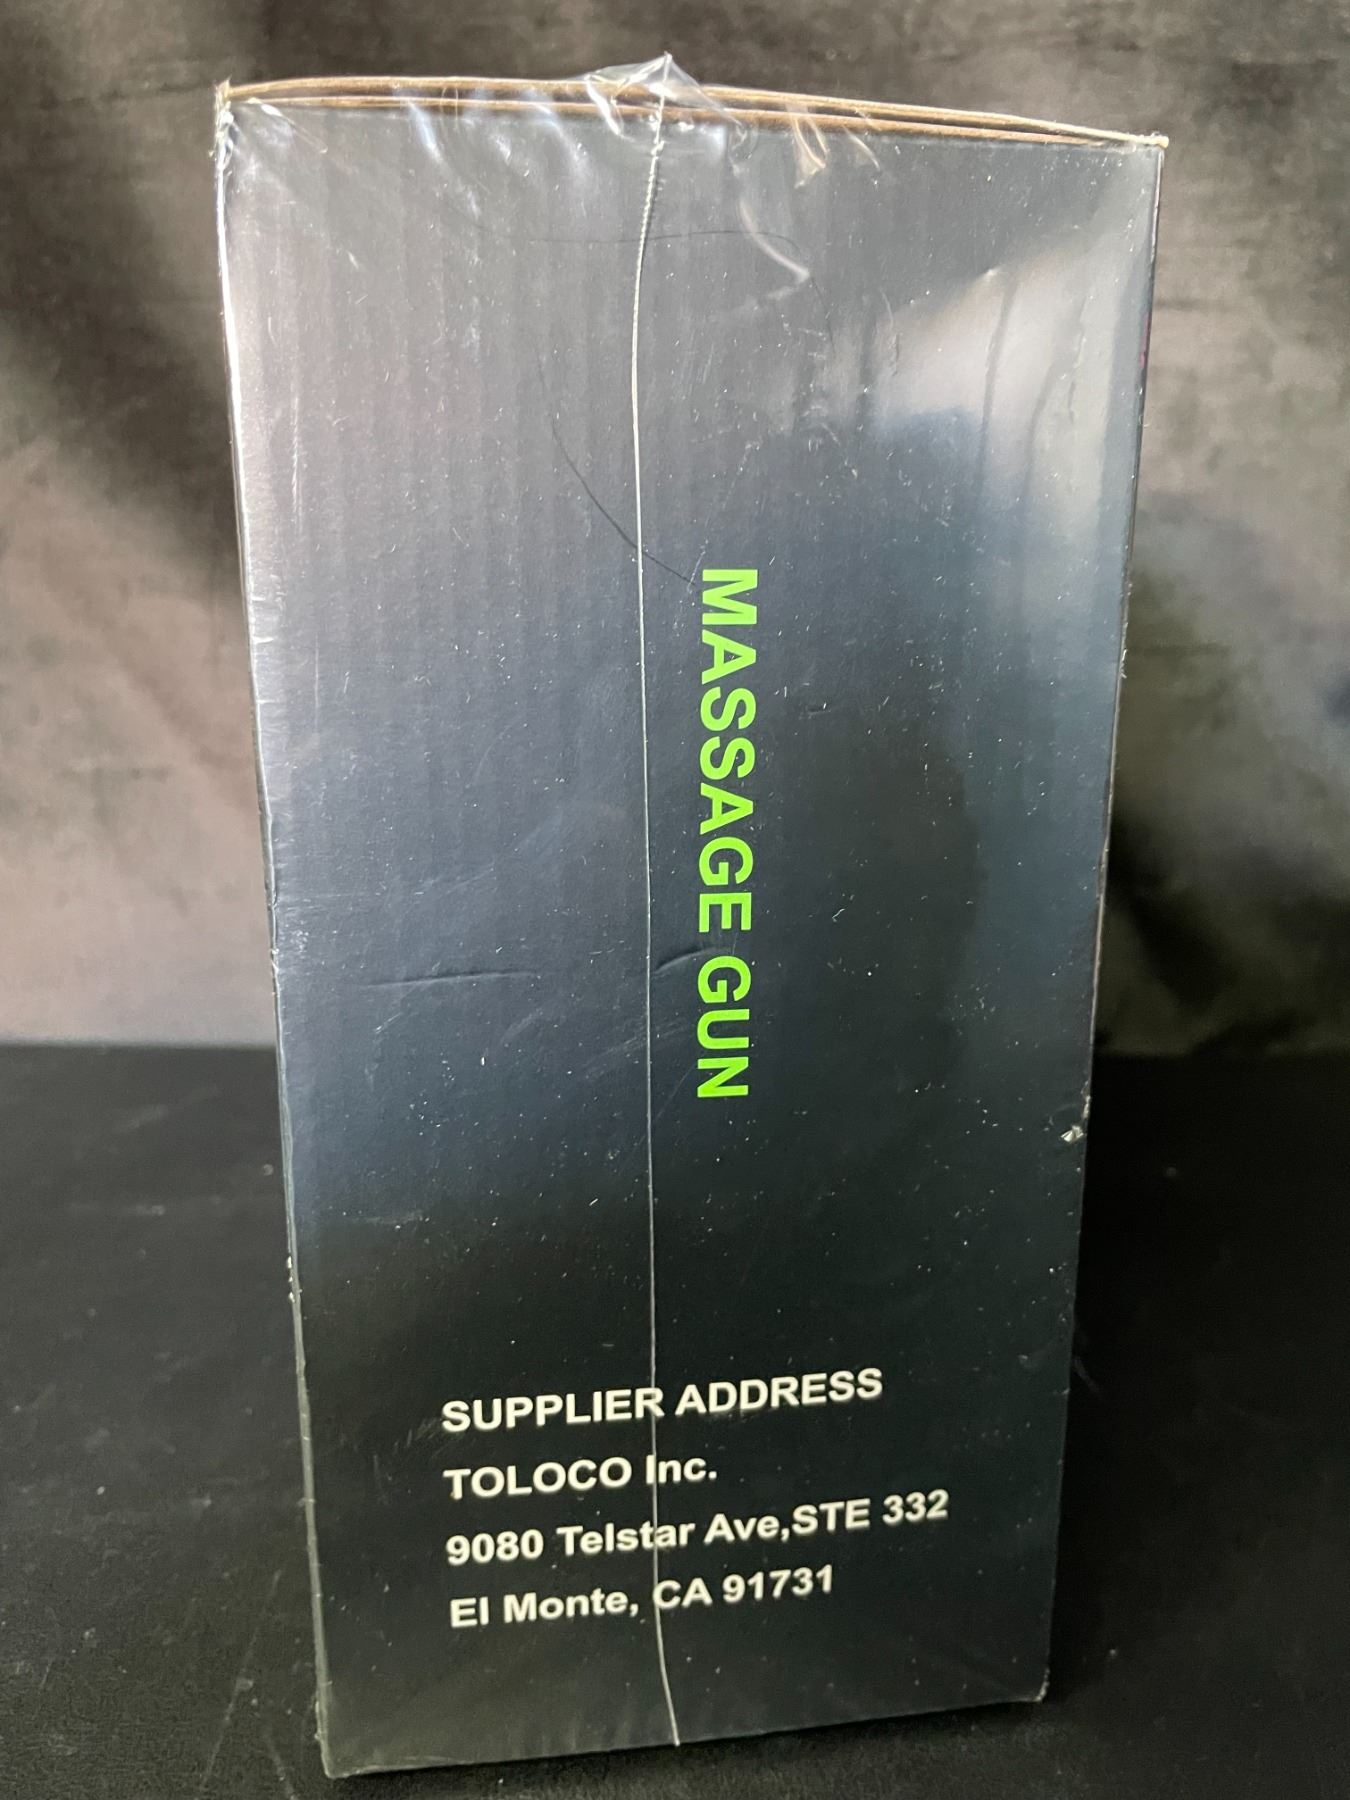 MASSAGE GUN
SUPPLIER ADDRESS
TOLOCO Inc.
9080 Telstar Ave,STE 332
El Monte, CA 91731